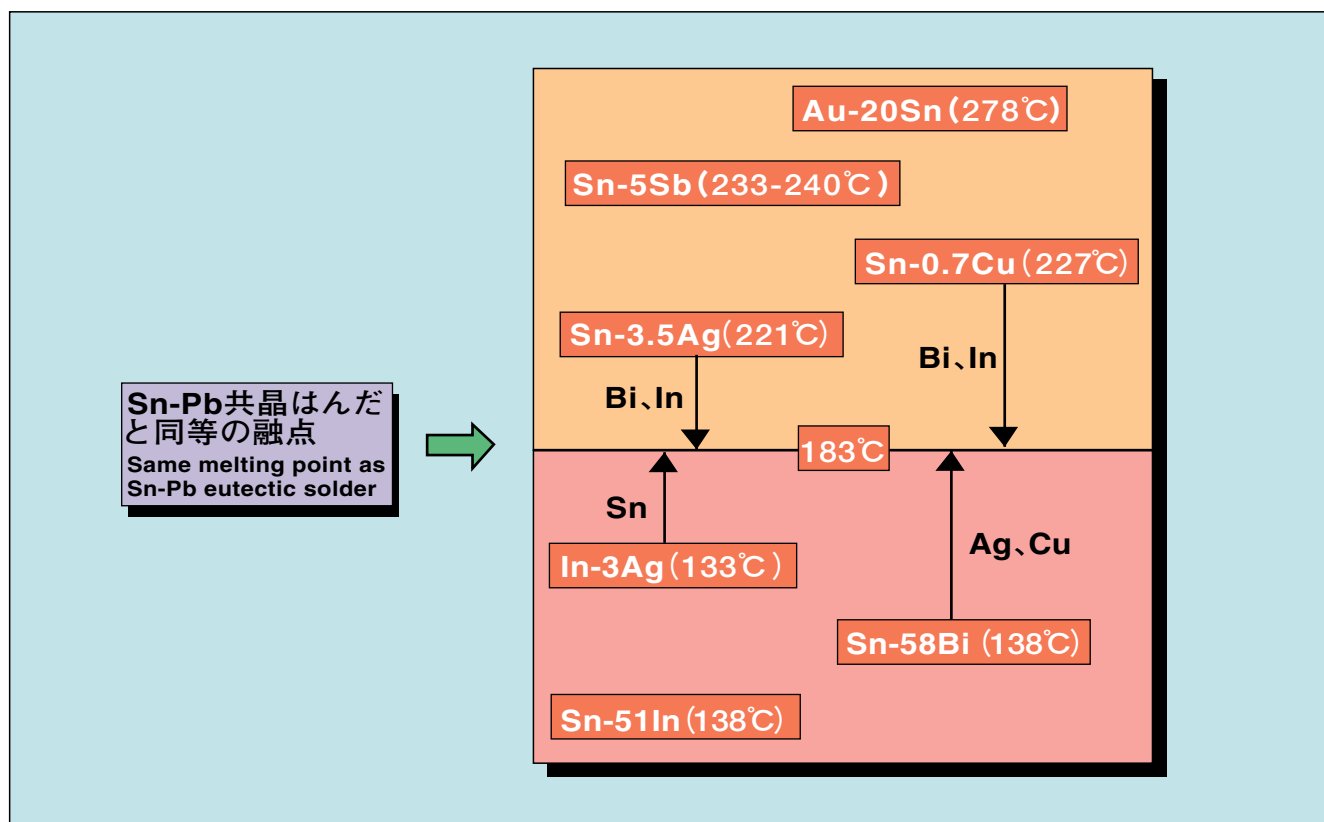 Au-20Sn(278℃)
Sn-5Sb(233-240℃)
Sn-0.7Cu(227℃)
Sn-3.5Ag(221℃)
Bi、In
Bi、In
Sn-Pb共晶はんだ
と同等の融点
Same melting point as
Sn-Pb eutectic solder
183℃
Sn
Ag、Cu
In-3Ag(133℃)
Sn-58Bi (138℃)
Sn-51In(138℃)